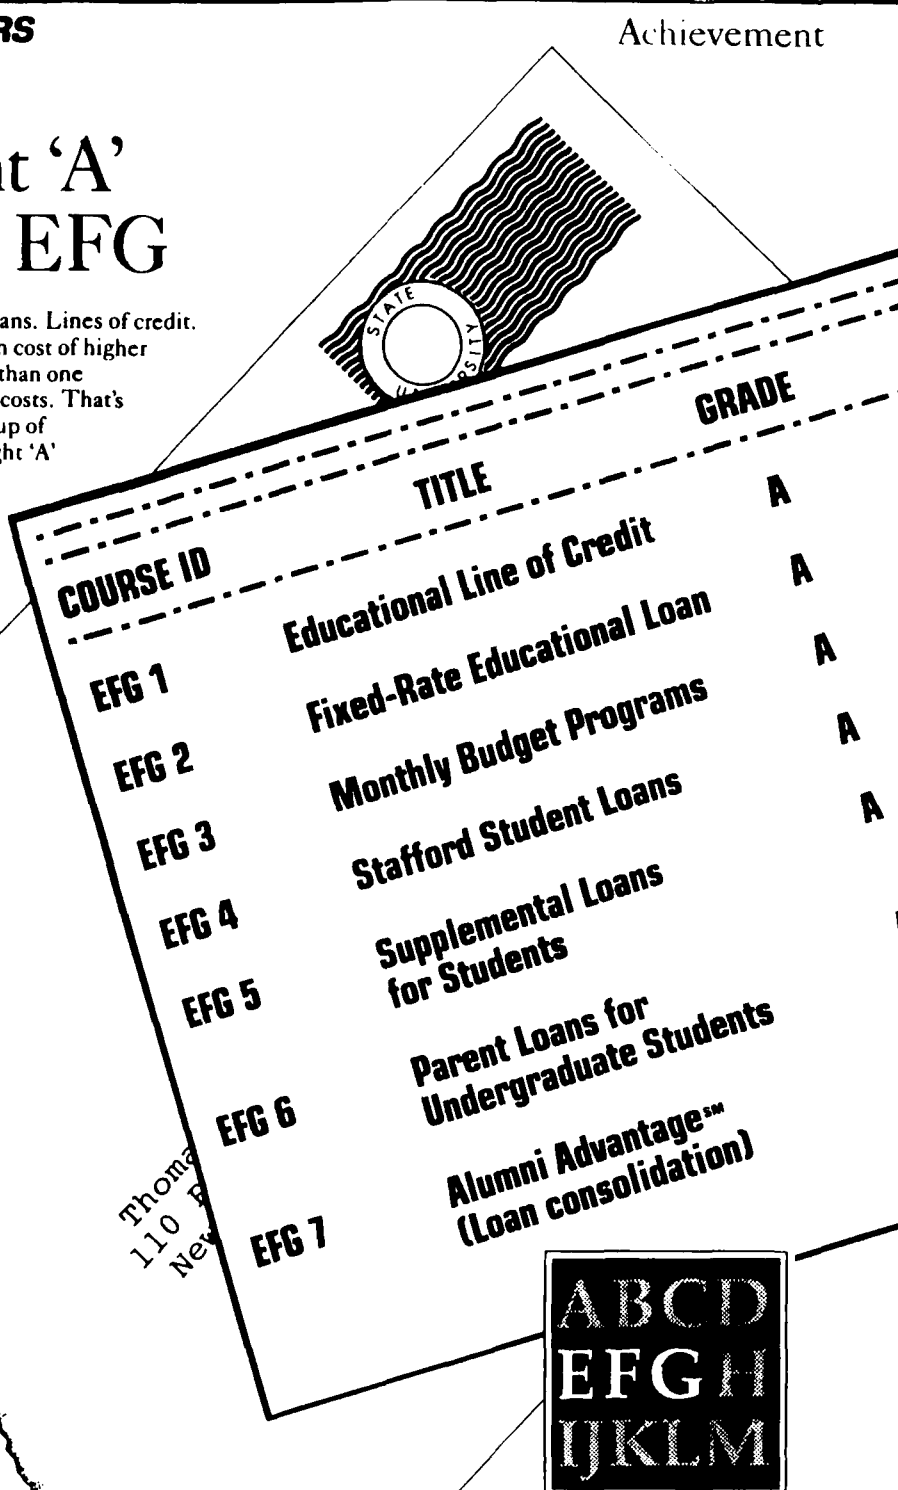 RS
Achievement
‘A’
EFG
ans. Lines of credit.
cost of higher
than one
costs. That's
up of
‘A’
STATE
COURSE ID TITLE GRADE
EFG 1 Educational Line of Credit A
EFG 2 Fixed-Rate Educational Loan A
EFG 3 Monthly Budget Programs A
EFG 4 Stafford Student Loans A
EFG 5 Supplemental Loans A
for Students
EFG 6 Parent Loans for
Undergraduate Students
EFG 7 Alumni Advantage℠
(Loan consolidation)
Thoma
110
New
ABCD
EFGH
IJKLM